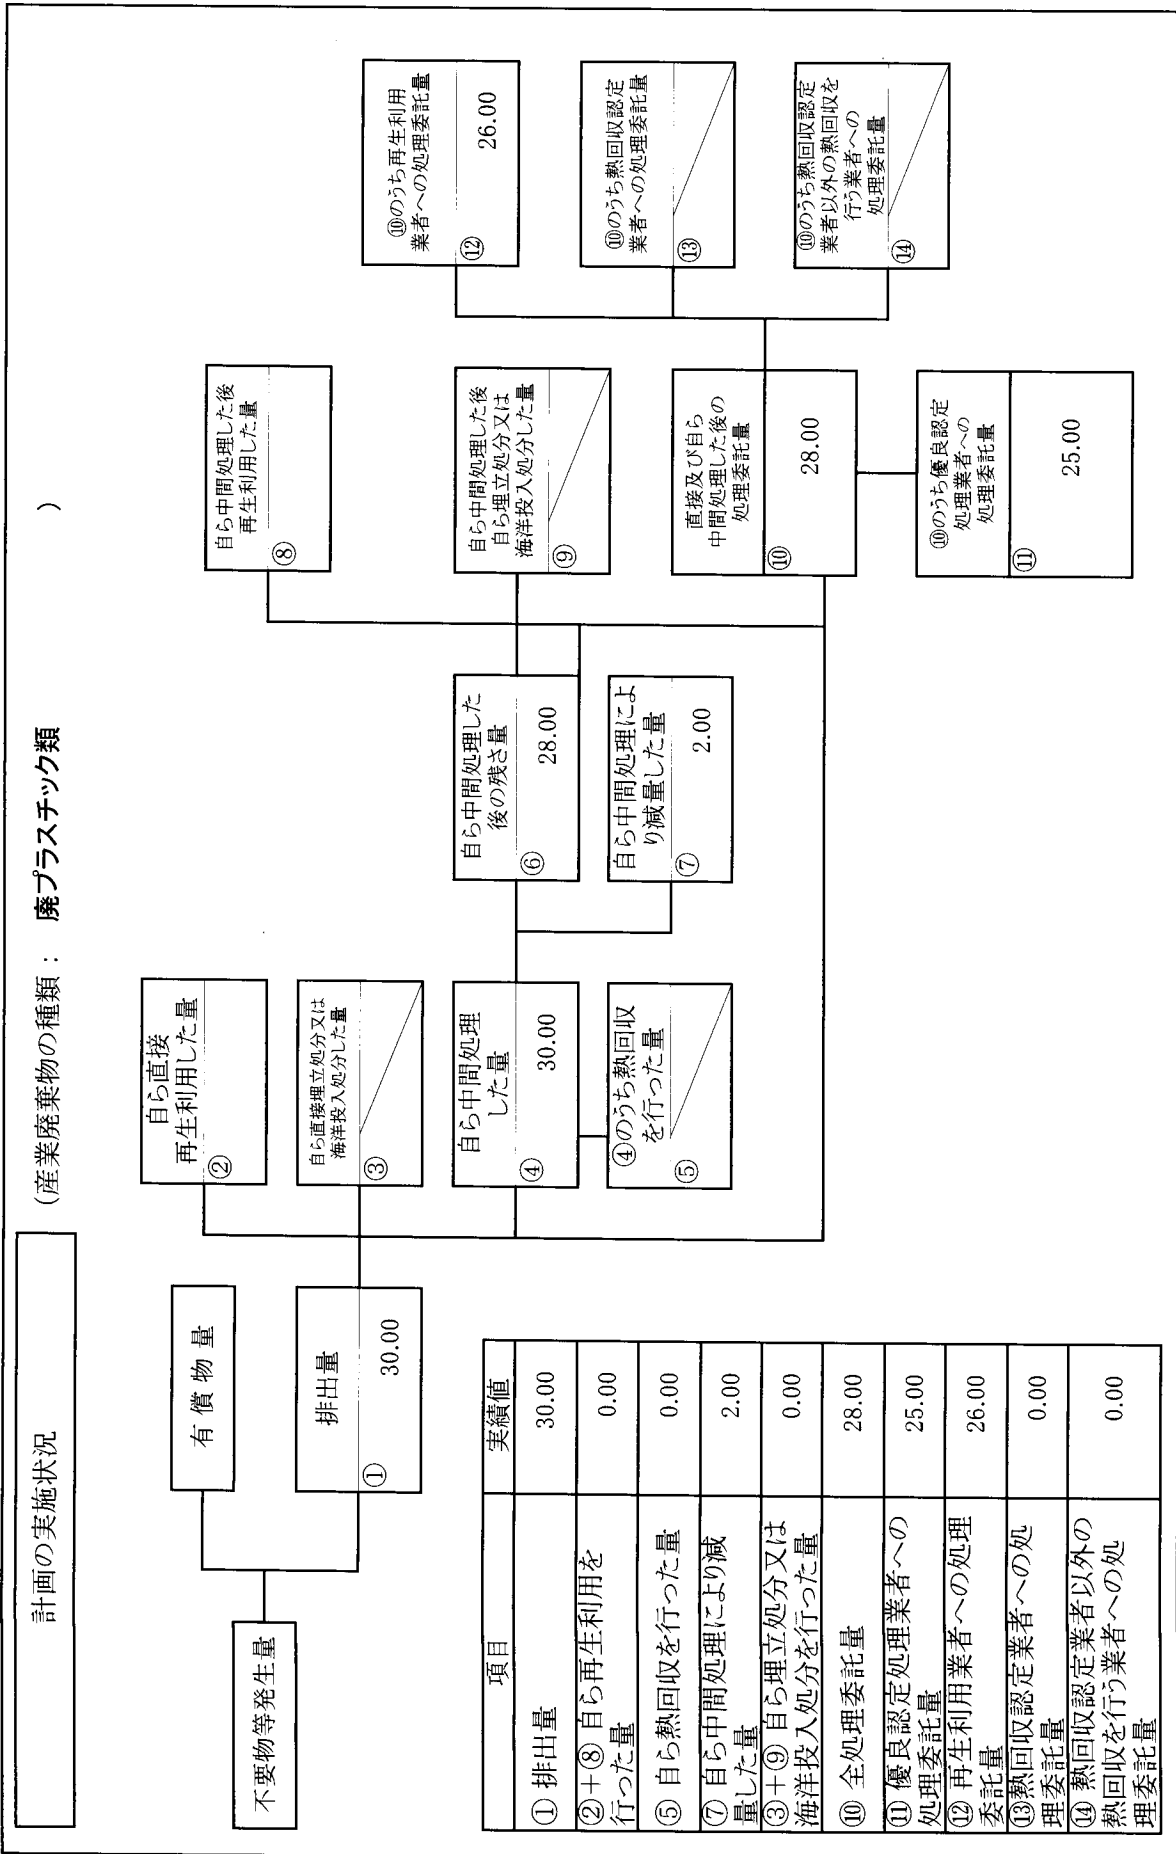 計画の実施状況
(産業廃棄物の種類： 廃プラスチック類 )
不要物等発生量
有償物量
排出量
①
30.00
自ら直接
再生利用した量
②
自ら直接埋立処分又は
海洋投入処分した量
③
自ら中間処理
した量
④
30.00
④のうち熱回収
を行った量
⑤
自ら中間処理した
後の残さ量
⑥
28.00
自ら中間処理によ
り減量した量
⑦
2.00
自ら中間処理した後
再生利用した量
⑧
自ら中間処理した後
自ら埋立処分又は
海洋投入処分した量
⑨
直接及び自ら
中間処理した後の
処理委託量
⑩
28.00
⑩のうち優良認定
処理業者への
処理委託量
⑪
25.00
⑩のうち再生利用
業者への処理委託量
⑫
26.00
⑩のうち熱回収認定
業者への処理委託量
⑬
⑩のうち熱回収認定
業者以外の熱回収を
行う業者への
処理委託量
⑭
項目 実績値
① 排出量 30.00
②＋⑧ 自ら再生利用を
行った量 0.00
⑤ 自ら熱回収を行った量 0.00
⑦ 自ら中間処理により減
量した量 2.00
③＋⑨ 自ら埋立処分又は
海洋投入処分を行った量 0.00
⑩ 全処理委託量 28.00
⑪ 優良認定処理業者への
処理委託量 25.00
⑫ 再生利用業者への処理
委託量 26.00
⑬熱回収認定業者への処
理委託量 0.00
⑭ 熱回収認定業者以外の
熱回収を行う業者への処
理委託量 0.00